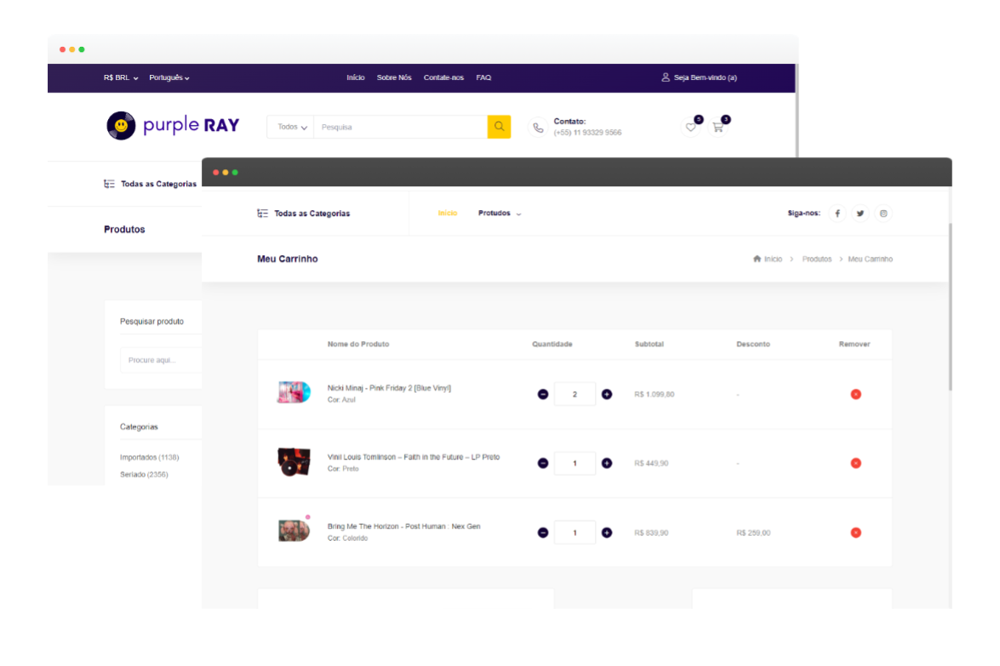 R$ BRL Português Início Sobre Nós Contate-nos FAQ Seja Bem-vindo (a)
purple RAY Todos Pesquisa Contato: 5 3
(+55) 11 93329 9566
Todas as Categorias
Produtos
Pesquisar produto
Procure aqui...
Categorias
Importados (1138)
Seriado (2356)
Todas as Categorias Início Protudos Siga-nos:
Meu Carrinho Início > Produtos > Meu Carrinho
Nome do Produto Quantidade Subtotal Desconto Remover
Nicki Minaj - Pink Friday 2 [Blue Vinyl] 2 R$ 1.099,80 -
Cor: Azul
Vinil Louis Tomlinson – Faith in the Future – LP Preto 1 R$ 449,90 -
Cor: Preto
Bring Me The Horizon - Post Human : Nex Gen 1 R$ 839,90 R$ 259,00
Cor: Colorido